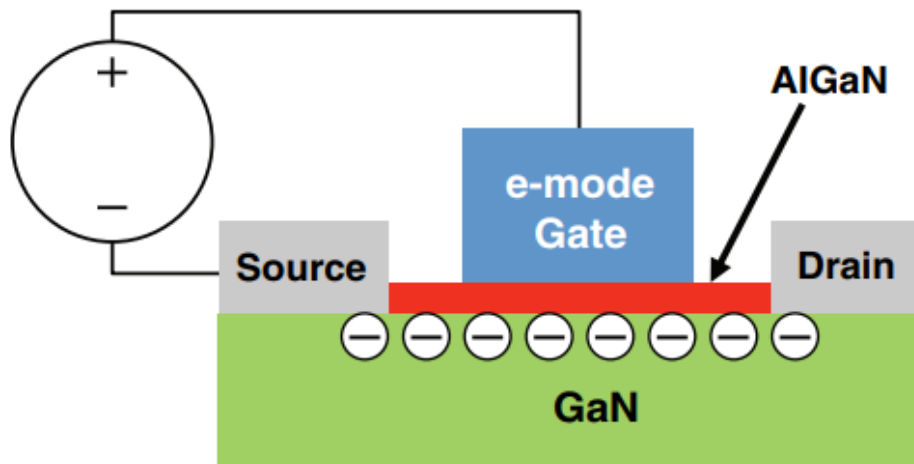 +
AlGaN
e-mode
Gate
−
Source
Drain
− − − − − − − −
GaN